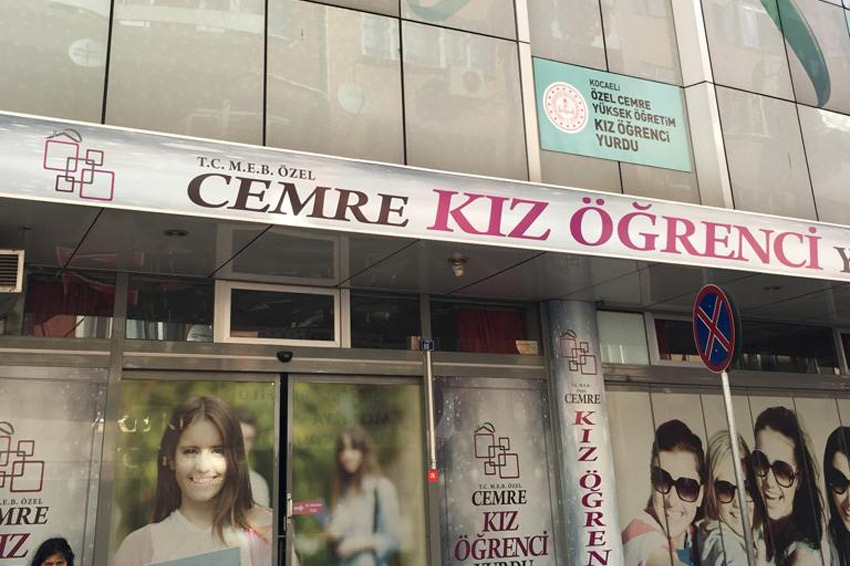 KOCAELİ
ÖZEL CEMRE
YÜKSEK ÖĞRETİM
KIZ ÖĞRENCİ
YURDU
T.C. M.E.B. ÖZEL
CEMRE KIZ ÖĞRENCİ Y
T.C. M.E.B. ÖZEL
CEMRE
KIZ
T.C. M.E.B. ÖZEL
CEMRE
KIZ
ÖĞRENCİ
YURDU
T.C. M.E.B.
ÖZEL
CEMRE
KIZ ÖĞREN